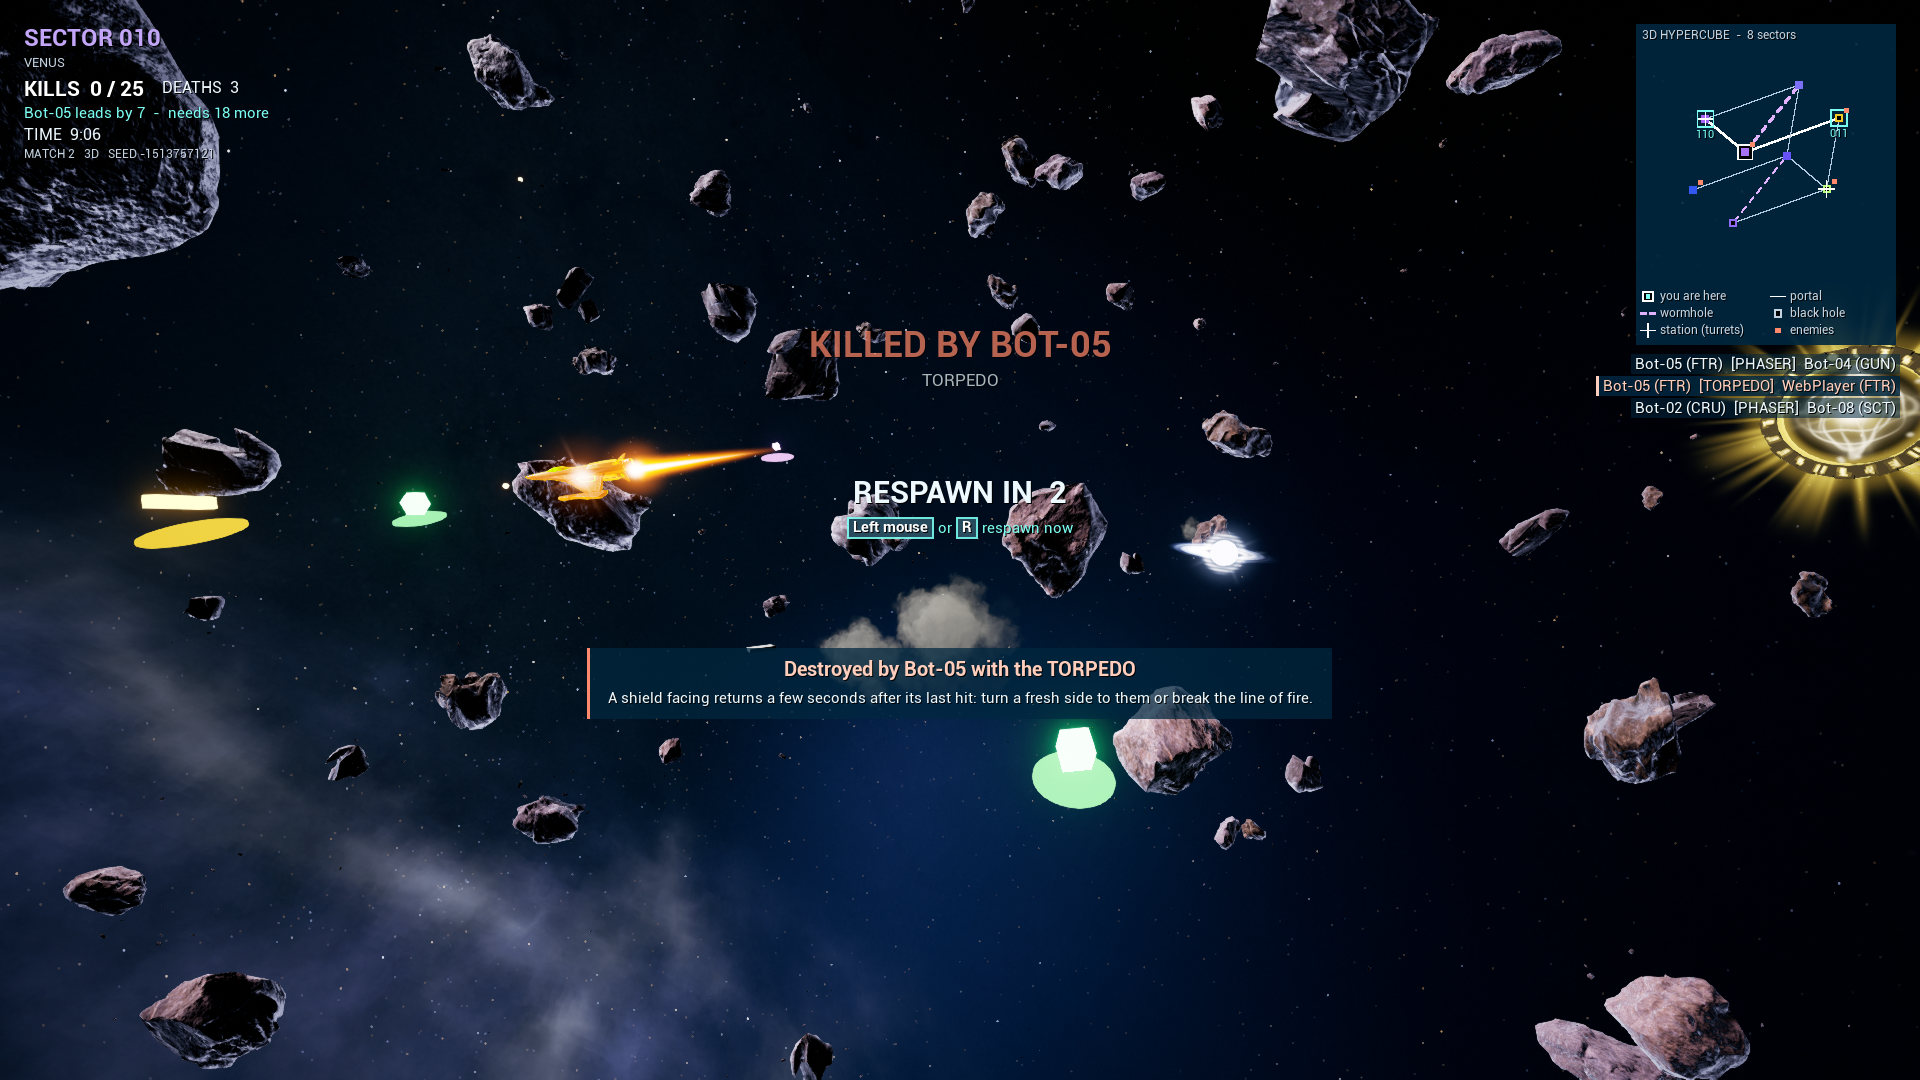 SECTOR 010
VENUS
KILLS 0 / 25 DEATHS 3
Bot-05 leads by 7 - needs 18 more
TIME 9:06
MATCH 2 3D SEED -1513757121
3D HYPERCUBE - 8 sectors
110
011
you are here
portal
wormhole
black hole
station (turrets)
enemies
Bot-05 (FTR) [PHASER] Bot-04 (GUN)
Bot-05 (FTR) [TORPEDO] WebPlayer (FTR)
Bot-02 (CRU) [PHASER] Bot-08 (SCT)
KILLED BY BOT-05
TORPEDO
RESPAWN IN 2
Left mouse or R respawn now
Destroyed by Bot-05 with the TORPEDO
A shield facing returns a few seconds after its last hit: turn a fresh side to them or break the line of fire.